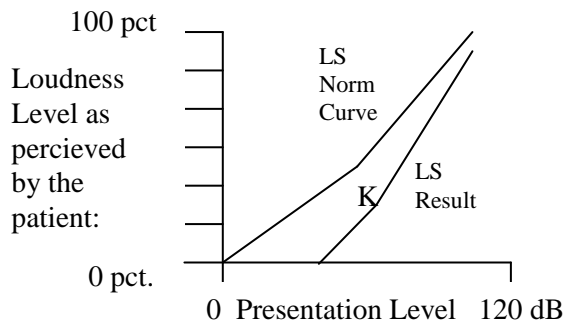 100 pct
Loudness
Level as
percieved
by the
patient:
LS
Norm
Curve
K
LS
Result
0 pct.
0 Presentation Level 120 dB